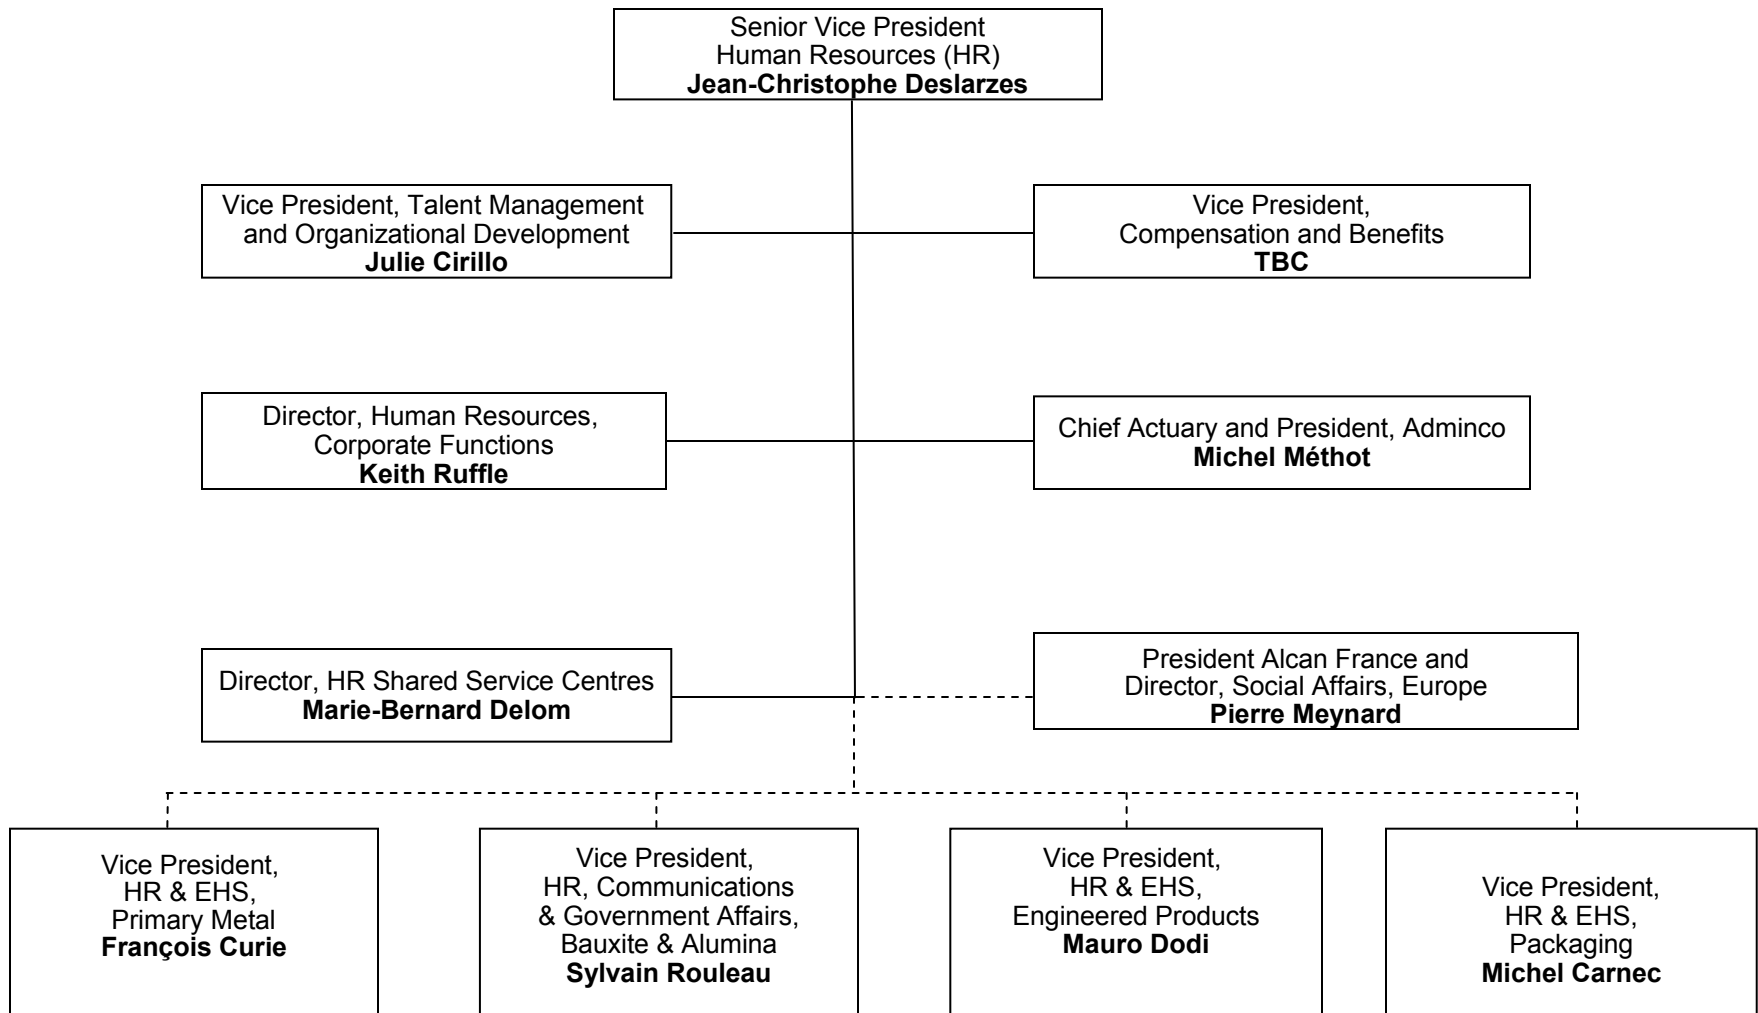 Senior Vice President
Human Resources (HR)
Jean-Christophe Deslarzes
Vice President, Talent Management
and Organizational Development
Julie Cirillo
Vice President,
Compensation and Benefits
TBC
Director, Human Resources,
Corporate Functions
Keith Ruffle
Chief Actuary and President, Adminco
Michel Méthot
Director, HR Shared Service Centres
Marie-Bernard Delom
President Alcan France and
Director, Social Affairs, Europe
Pierre Meynard
Vice President,
HR & EHS,
Primary Metal
François Curie
Vice President,
HR, Communications
& Government Affairs,
Bauxite & Alumina
Sylvain Rouleau
Vice President,
HR & EHS,
Engineered Products
Mauro Dodi
Vice President,
HR & EHS,
Packaging
Michel Carnec